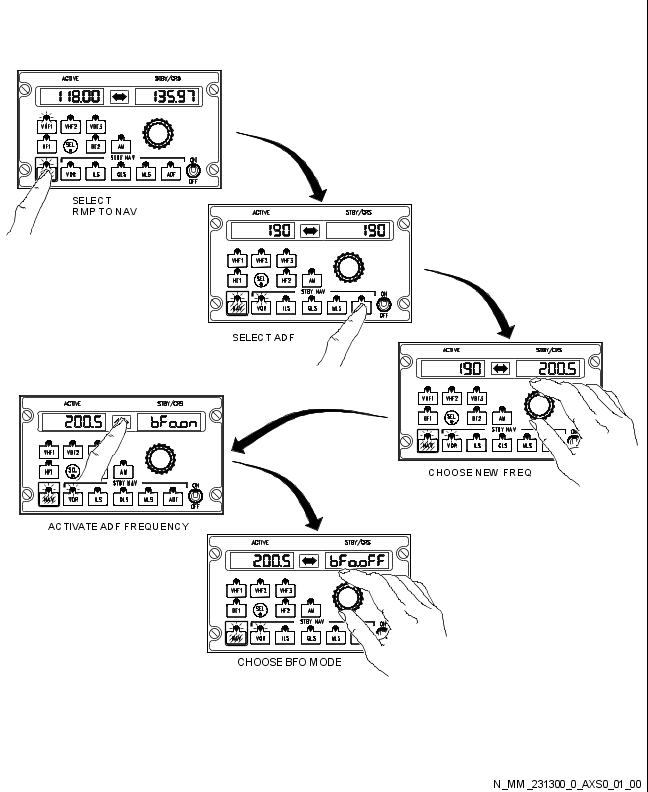 ACTIVE STBY/CRS
118.00 135.97
VHF1 VHF2 VHF3
HF1 SEL HF2 AM
STBY NAV
VOR ILS GLS MLS ADF
ON
OFF
SELECT
RMP TO NAV
ACTIVE STBY/CRS
190 190
VHF1 VHF2 VHF3
HF1 SEL HF2 AM
STBY NAV
NAV VOR ILS GLS MLS
ON
OFF
SELECT ADF
ACTIVE STBY/CRS
190 200.5
VHF1 VHF2 VHF3
HF1 SEL HF2 AM
STBY NAV
NAV VOR ILS GLS MLS
ON
CHOOSE NEW FREQ
ACTIVE STBY/CRS
200.5 bFo.on
VHF1 VHF2
HF1 SEL AM
STBY NAV
NAV VOR ILS GLS MLS ADF
ON
OFF
ACTIVATE ADF FREQUENCY
ACTIVE STBY/CRS
200.5 bFo.oFF
VHF1 VHF2 VHF3
HF1 SEL HF2 AM
STBY NAV
NAV VOR ILS GLS MLS
ON
CHOOSE BFO MODE
N_MM_231300_0_AXS0_01_00